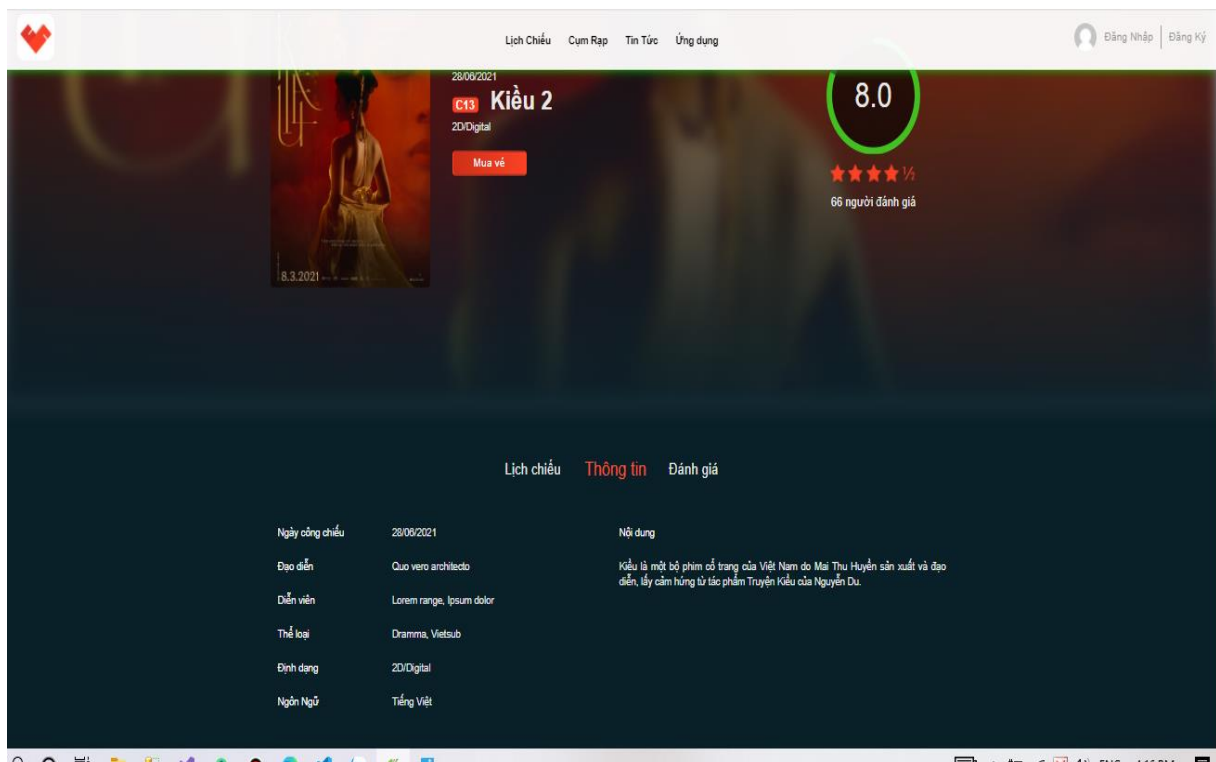 Lịch Chiếu Cụm Rạp Tin Tức Ứng dụng
Đăng Nhập Đăng Ký
28/06/2021
C13 Kiều 2
2D/Digital
Mua vé
8.0
½
66 người đánh giá
8.3.2021
Lịch chiếu Thông tin Đánh giá
Ngày công chiếu 28/06/2021
Đạo diễn Quo vero architecto
Diễn viên Lorem range, Ipsum dolor
Thể loại Dramma, Vietsub
Định dạng 2D/Digital
Ngôn Ngữ Tiếng Việt
Nội dung
Kiều là một bộ phim cổ trang của Việt Nam do Mai Thu Huyền sản xuất và đạo
diễn, lấy cảm hứng từ tác phẩm Truyện Kiều của Nguyễn Du.